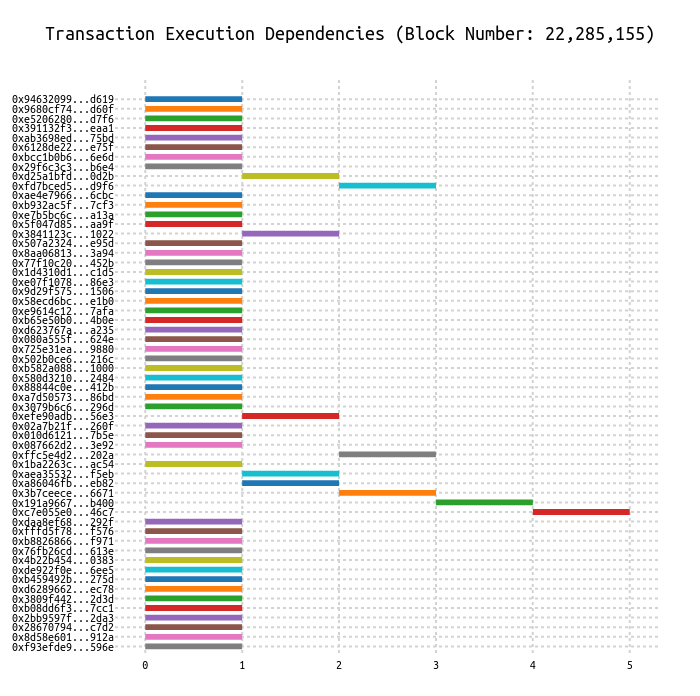 Transaction Execution Dependencies (Block Number: 22,285,155)
0x94632099...d619
0x9680cf74...d60f
0xe5206280...d7f6
0x391132f3...eaa1
0xab3698ed...75bd
0x6128de22...e75f
0xbcc1b0b6...6e6d
0x29f6c3c3...b6e4
0xd25a1bfd...0d2b
0xfd7bced5...d9f6
0xae4e7966...6cbc
0xb932ac5f...7cf3
0xe7b5bc6c...a13a
0x5f047d85...aa9f
0x3841123c...1022
0x507a2324...e95d
0x8aa06813...3a94
0x77f10c20...452b
0x1d4310d1...c1d5
0xe07f1078...86e3
0x9d29f575...1506
0x58ecd6bc...e1b0
0xe9614c12...7afa
0xb65e50b0...4b0e
0xd623767a...a235
0x080a555f...624e
0x725e31ea...9880
0x502b0ce6...216c
0xb582a088...1000
0x580d3210...2484
0x88844c0e...412b
0xa7d50573...86bd
0x3079b6c6...296d
0xefe90adb...56e3
0x02a7b21f...260f
0x010d6121...7b5e
0x087662d2...3e92
0xffc5e4d2...202a
0x1ba2263c...ac54
0xaea35532...f5eb
0xa86046fb...eb82
0x3b7ceece...6671
0x191a9667...b400
0xc7e055e0...46c7
0xdaa8ef68...292f
0xfffd5f78...f576
0xb8826866...f971
0x76fb26cd...613e
0x4b22b454...0383
0xde922f0e...6ee5
0xb459492b...275d
0xd6289662...ec78
0x3809f442...2d3d
0xb08dd6f3...7cc1
0x2bb9597f...2da3
0x28670794...c7d2
0x8d58e601...912a
0xf93efde9...596e
0 1 2 3 4 5